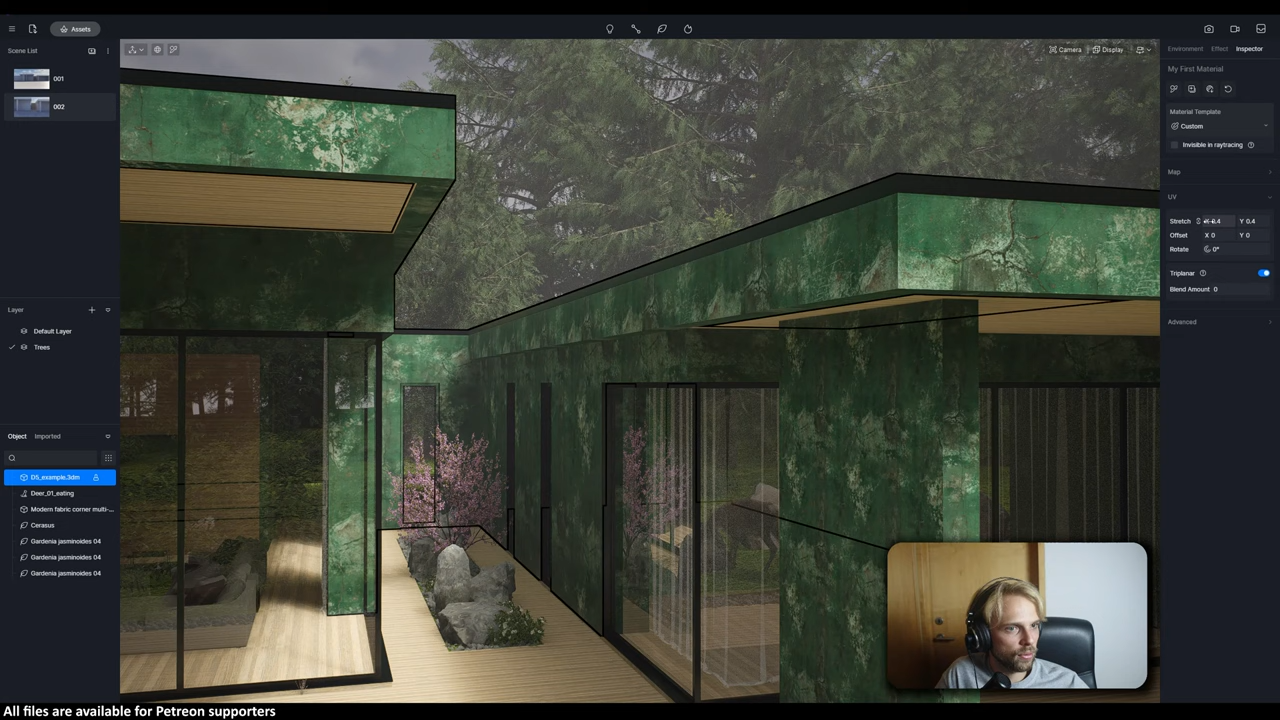 Assets
Scene List
001
002
Layer
Default Layer
Trees
Object Imported
D5_example.3dm
Deer_01_eating
Modern fabric corner multi-...
Cerasus
Gardenia jasminoides 04
Gardenia jasminoides 04
Gardenia jasminoides 04
Camera Display
Environment Effect Inspector
My First Material
Material Template
Custom
Invisible in raytracing
Map
UV
Stretch X 0.4 Y 0.4
Offset X 0 Y 0
Rotate 0°
Triplanar
Blend Amount 0
Advanced
All files are available for Petreon supporters